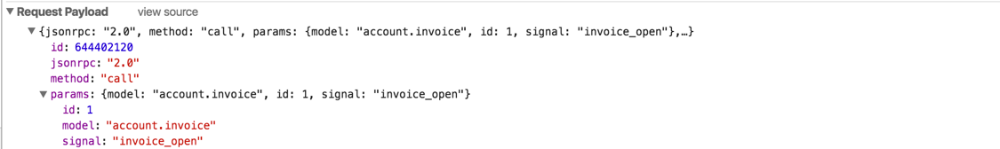 ▼ Request Payload view source
▼ {jsonrpc: "2.0", method: "call", params: {model: "account.invoice", id: 1, signal: "invoice_open"},…}
id: 644402120
jsonrpc: "2.0"
method: "call"
▼ params: {model: "account.invoice", id: 1, signal: "invoice_open"}
id: 1
model: "account.invoice"
signal: "invoice_open"